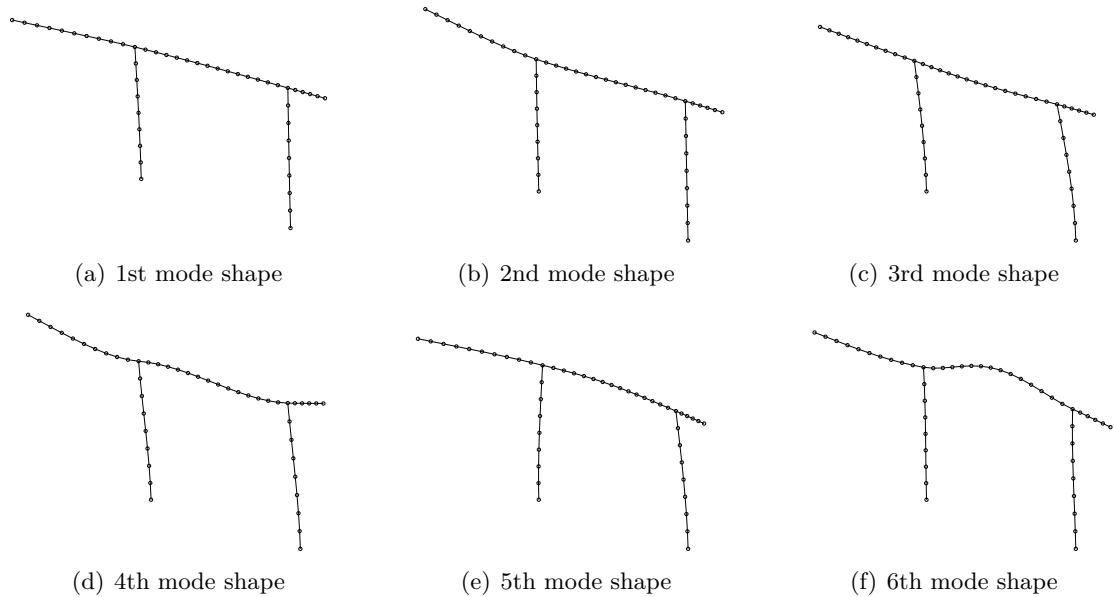 (a) 1st mode shape
(b) 2nd mode shape
(c) 3rd mode shape
(d) 4th mode shape
(e) 5th mode shape
(f) 6th mode shape